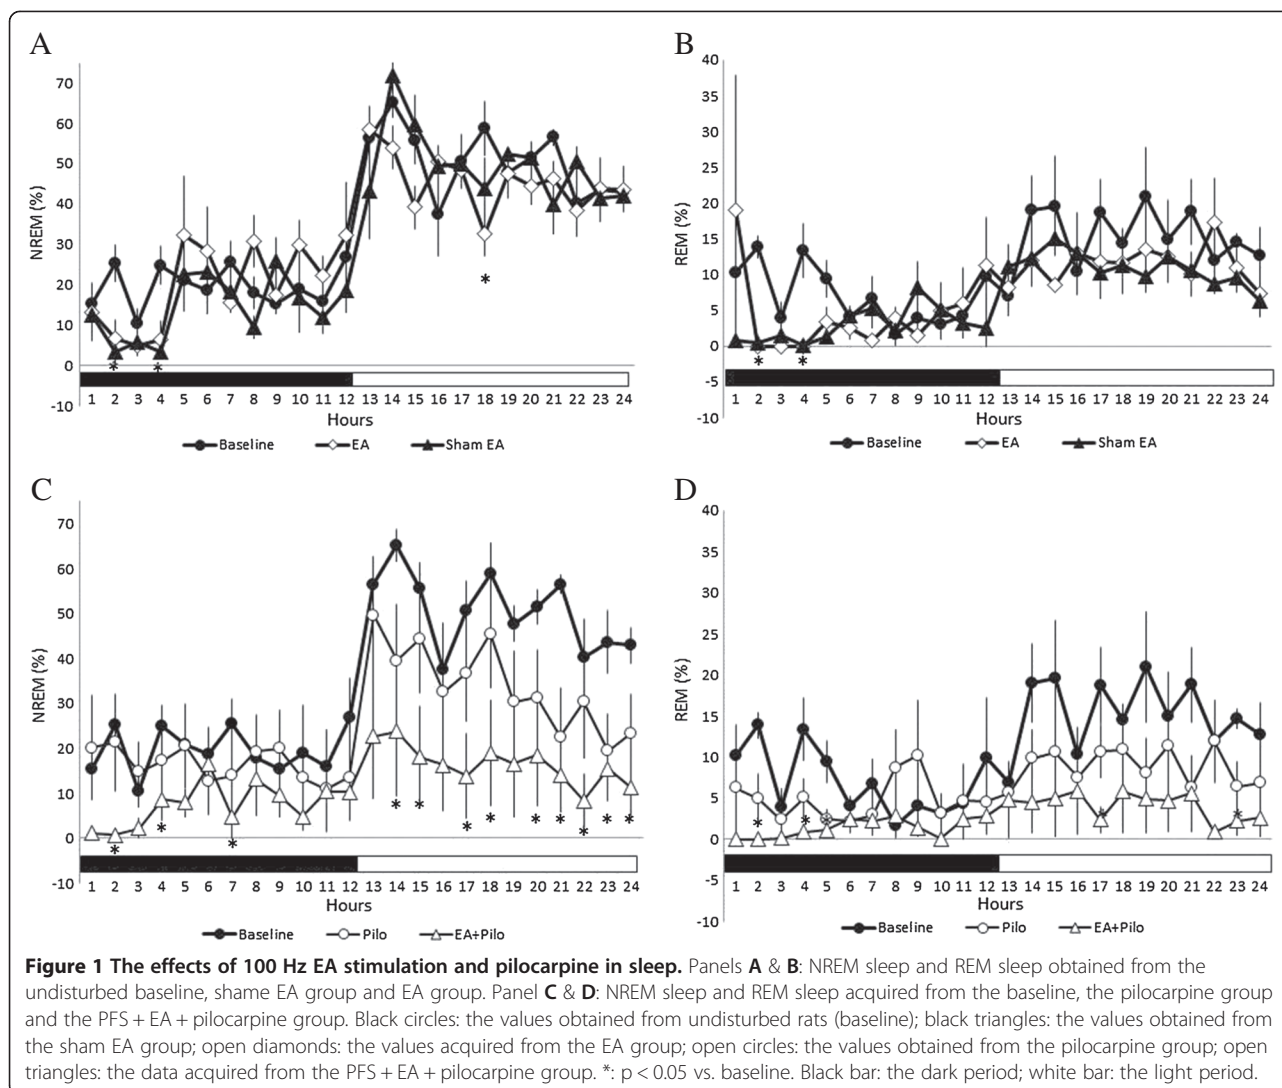 A
NREM (%)
70
60
50
40
30
20
10
0
-10
*
*
*
1 2 3 4 5 6 7 8 9 10 11 12 13 14 15 16 17 18 19 20 21 22 23 24
Hours
Baseline EA Sham EA
B
REM (%)
40
35
30
25
20
15
10
5
0
-5
-10
* *
1 2 3 4 5 6 7 8 9 10 11 12 13 14 15 16 17 18 19 20 21 22 23 24
Hours
Baseline EA Sham EA
C
NREM (%)
70
60
50
40
30
20
10
0
-10
* * * * * * * * * * * * *
1 2 3 4 5 6 7 8 9 10 11 12 13 14 15 16 17 18 19 20 21 22 23 24
Hours
Baseline Pilo EA+Pilo
D
REM (%)
40
35
30
25
20
15
10
5
0
-5
-10
* * * * *
1 2 3 4 5 6 7 8 9 10 11 12 13 14 15 16 17 18 19 20 21 22 23 24
Hours
Baseline Pilo EA+Pilo
Figure 1 The effects of 100 Hz EA stimulation and pilocarpine in sleep. Panels A & B: NREM sleep and REM sleep obtained from the
undisturbed baseline, shame EA group and EA group. Panel C & D: NREM sleep and REM sleep acquired from the baseline, the pilocarpine group
and the PFS + EA + pilocarpine group. Black circles: the values obtained from undisturbed rats (baseline); black triangles: the values obtained from
the sham EA group; open diamonds: the values acquired from the EA group; open circles: the values obtained from the pilocarpine group; open
triangles: the data acquired from the PFS + EA + pilocarpine group. *: p < 0.05 vs. baseline. Black bar: the dark period; white bar: the light period.